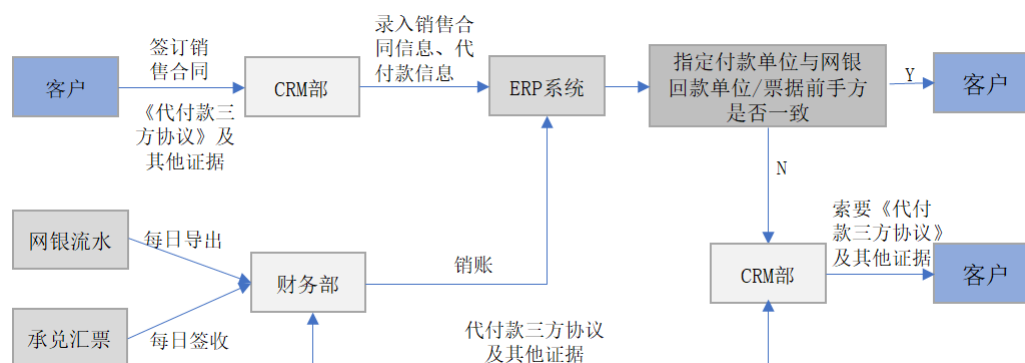 签订销
售合同
客户
《代付款三
方协议》及
其他证据
CRM部
录入销售合
同信息、代
付款信息
ERP系统
指定付款单位与网银
回款单位/票据前手方
是否一致
Y
客户
N
网银流水
每日导出
财务部
销账
承兑汇票
每日签收
代付款三方协议
及其他证据
CRM部
索要《代付
款三方协议》
及其他证据
客户